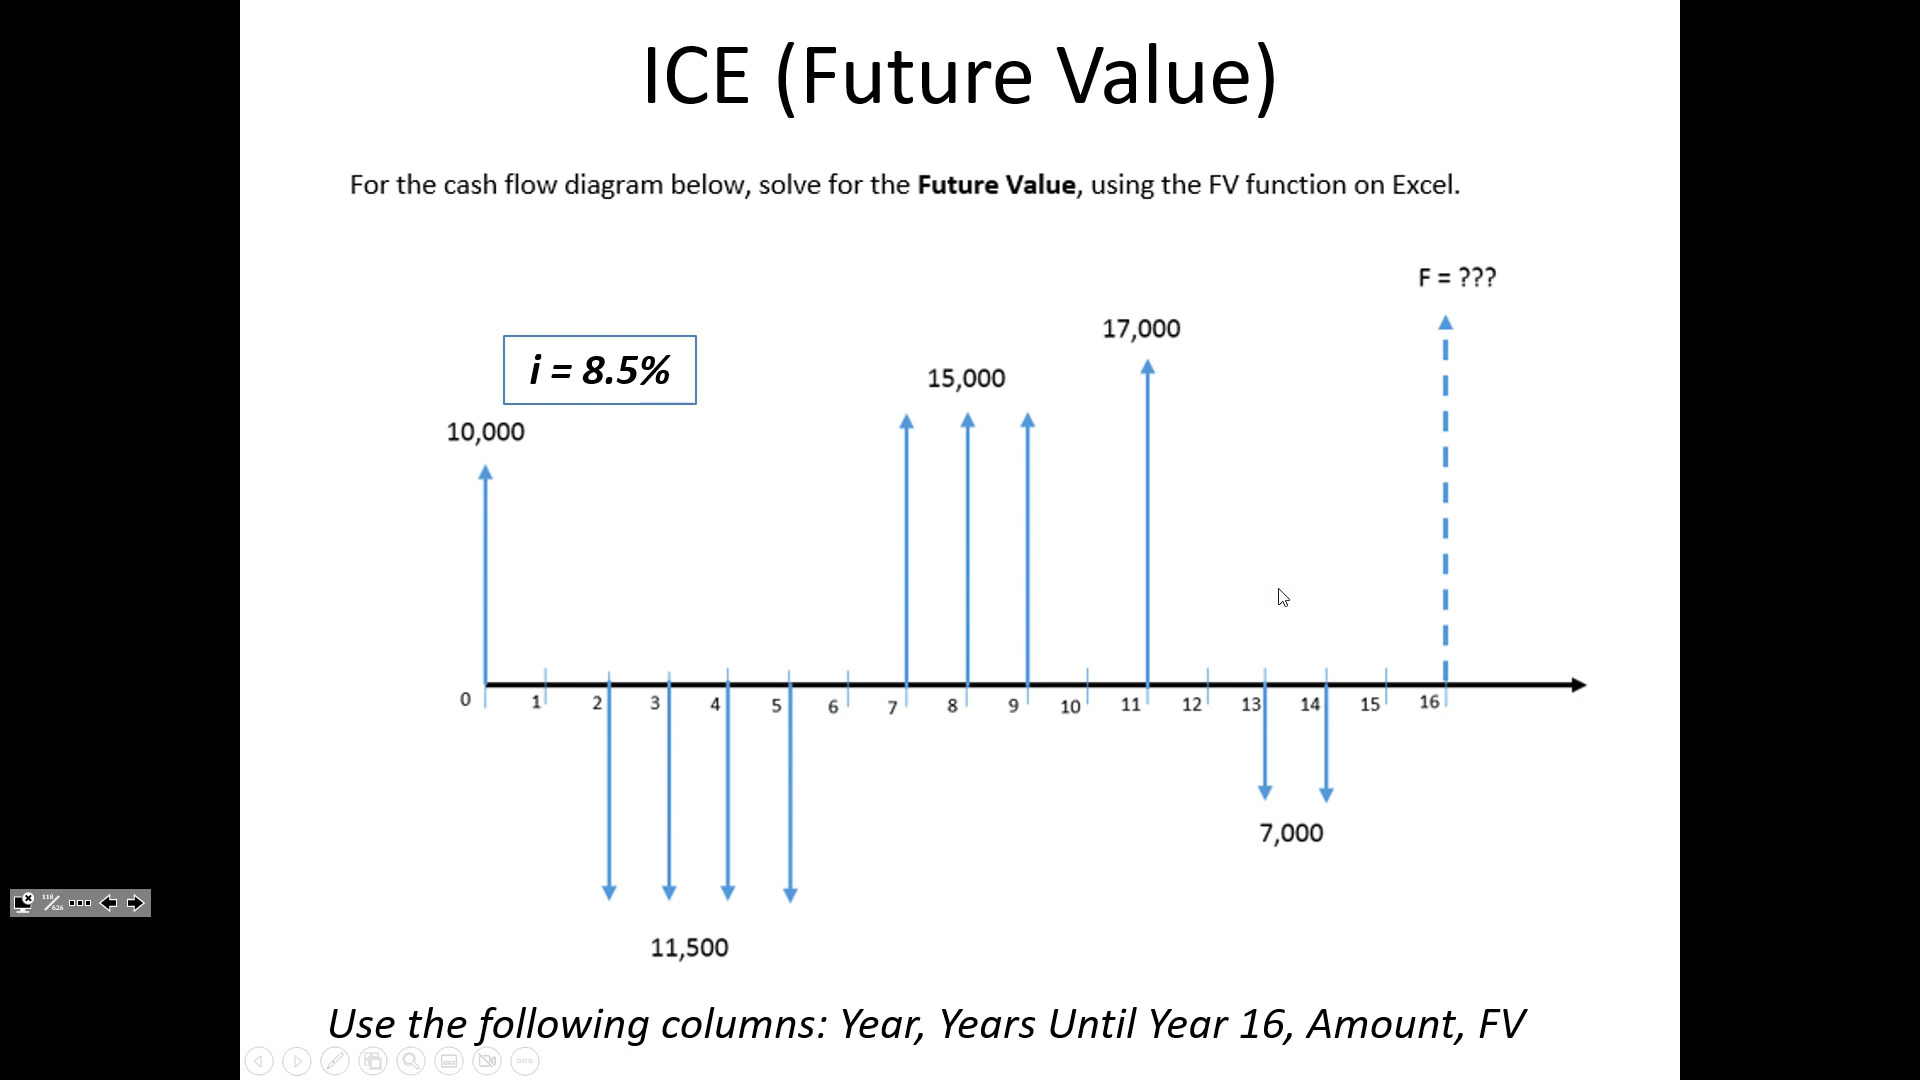 ICE (Future Value)
For the cash flow diagram below, solve for the Future Value, using the FV function on Excel.
F = ???
17,000
i = 8.5%
15,000
10,000
0 1 2 3 4 5 6 7 8 9 10 11 12 13 14 15 16
7,000
118/626
11,500
Use the following columns: Year, Years Until Year 16, Amount, FV